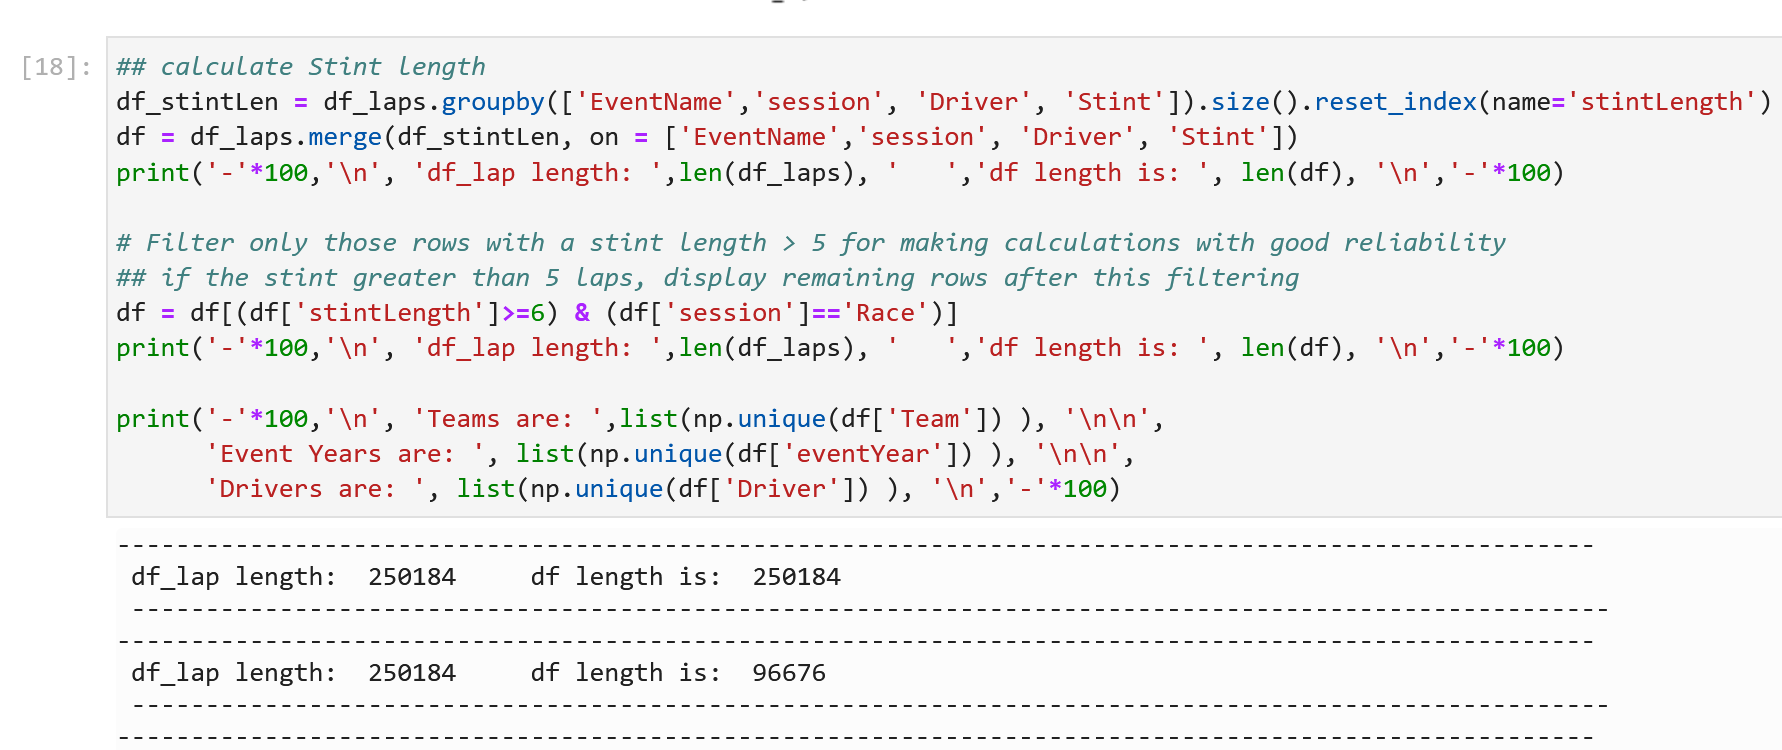 [18]:
## calculate Stint length
df_stintLen = df_laps.groupby(['EventName','session', 'Driver', 'Stint']).size().reset_index(name='stintLength')
df = df_laps.merge(df_stintLen, on = ['EventName','session', 'Driver', 'Stint'])
print('-'*100,'\n', 'df_lap length: ',len(df_laps), '   ','df length is: ', len(df), '\n','-'*100)

# Filter only those rows with a stint length > 5 for making calculations with good reliability
## if the stint greater than 5 laps, display remaining rows after this filtering
df = df[(df['stintLength']>=6) & (df['session']=='Race')]
print('-'*100,'\n', 'df_lap length: ',len(df_laps), '   ','df length is: ', len(df), '\n','-'*100)

print('-'*100,'\n', 'Teams are: ',list(np.unique(df['Team']) ), '\n\n',
      'Event Years are: ', list(np.unique(df['eventYear']) ), '\n\n',
      'Drivers are: ', list(np.unique(df['Driver']) ), '\n','-'*100)
----------------------------------------------------------------------------------------------------
 df_lap length:  250184     df length is:  250184
 ----------------------------------------------------------------------------------------------------
----------------------------------------------------------------------------------------------------
 df_lap length:  250184     df length is:  96676
 ----------------------------------------------------------------------------------------------------
----------------------------------------------------------------------------------------------------